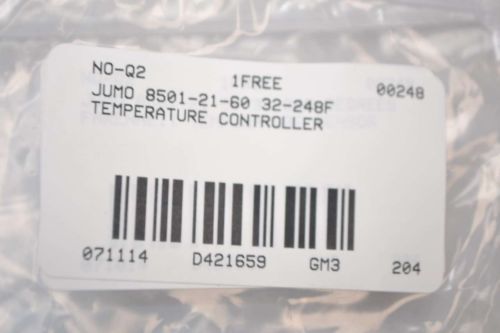 NO-Q2 1FREE 00248
JUMO 8501-21-60 32-248F
TEMPERATURE CONTROLLER
071114 D421659 GM3 204